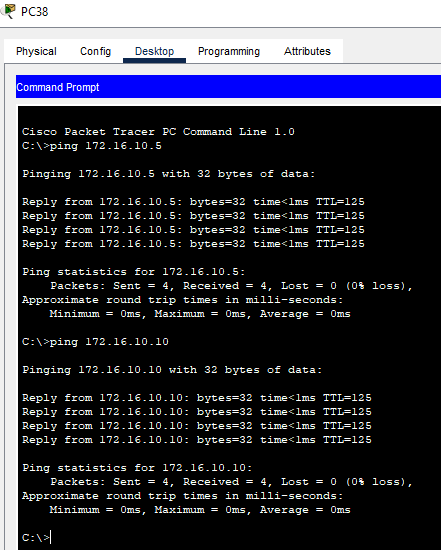 PC38
Physical Config Desktop Programming Attributes
Command Prompt
Cisco Packet Tracer PC Command Line 1.0
C:\>ping 172.16.10.5
Pinging 172.16.10.5 with 32 bytes of data:
Reply from 172.16.10.5: bytes=32 time<1ms TTL=125
Reply from 172.16.10.5: bytes=32 time<1ms TTL=125
Reply from 172.16.10.5: bytes=32 time<1ms TTL=125
Reply from 172.16.10.5: bytes=32 time<1ms TTL=125
Ping statistics for 172.16.10.5:
Packets: Sent = 4, Received = 4, Lost = 0 (0% loss),
Approximate round trip times in milli-seconds:
Minimum = 0ms, Maximum = 0ms, Average = 0ms
C:\>ping 172.16.10.10
Pinging 172.16.10.10 with 32 bytes of data:
Reply from 172.16.10.10: bytes=32 time<1ms TTL=125
Reply from 172.16.10.10: bytes=32 time<1ms TTL=125
Reply from 172.16.10.10: bytes=32 time<1ms TTL=125
Reply from 172.16.10.10: bytes=32 time<1ms TTL=125
Ping statistics for 172.16.10.10:
Packets: Sent = 4, Received = 4, Lost = 0 (0% loss),
Approximate round trip times in milli-seconds:
Minimum = 0ms, Maximum = 0ms, Average = 0ms
C:\>